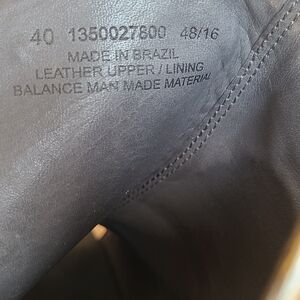 40 1350027800 48/16
MADE IN BRAZIL
LEATHER UPPER / LINING
BALANCE MAN MADE MATERIAL